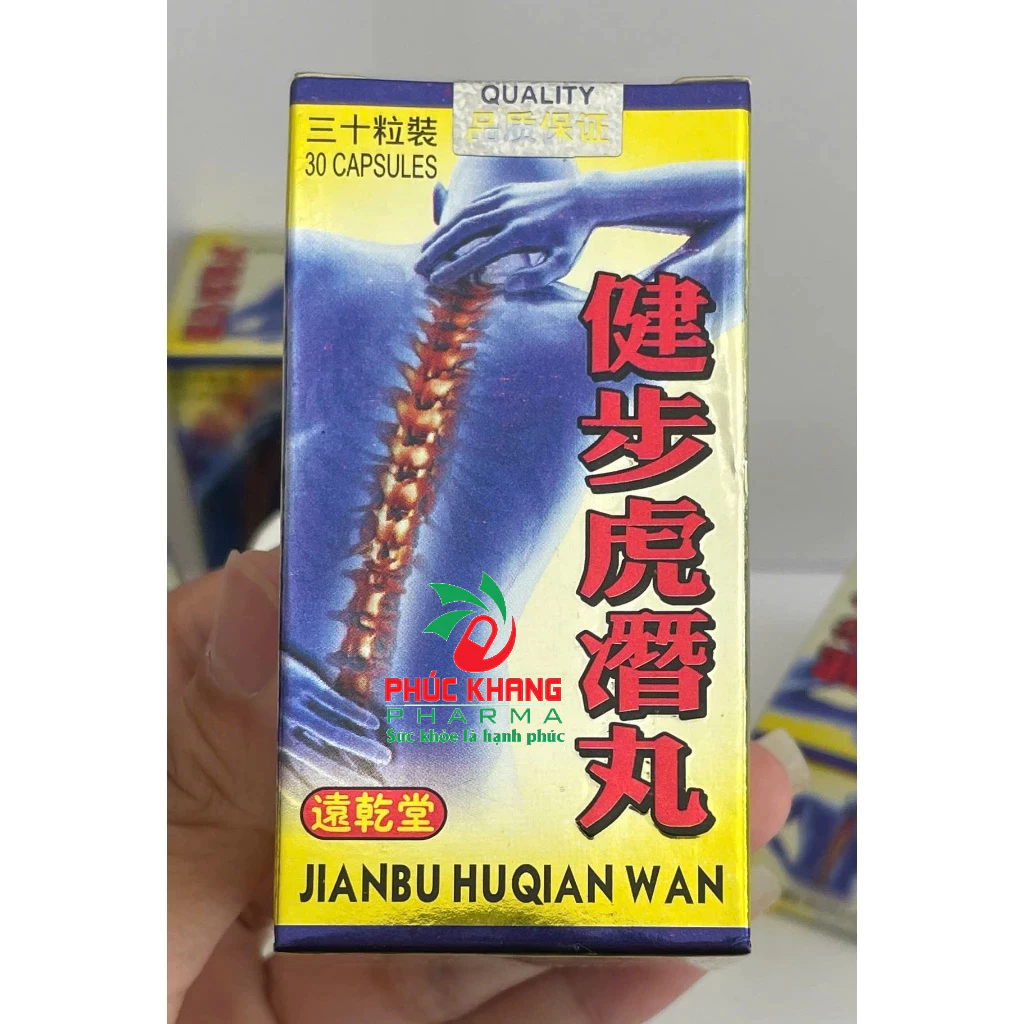 QUALITY
品质保证
三十粒裝
30 CAPSULES
健步虎潛丸
PHÚC KHANG
PHARMA
Sức khỏe là hạnh phúc
遠乾堂
JIANBU HUQIAN WAN